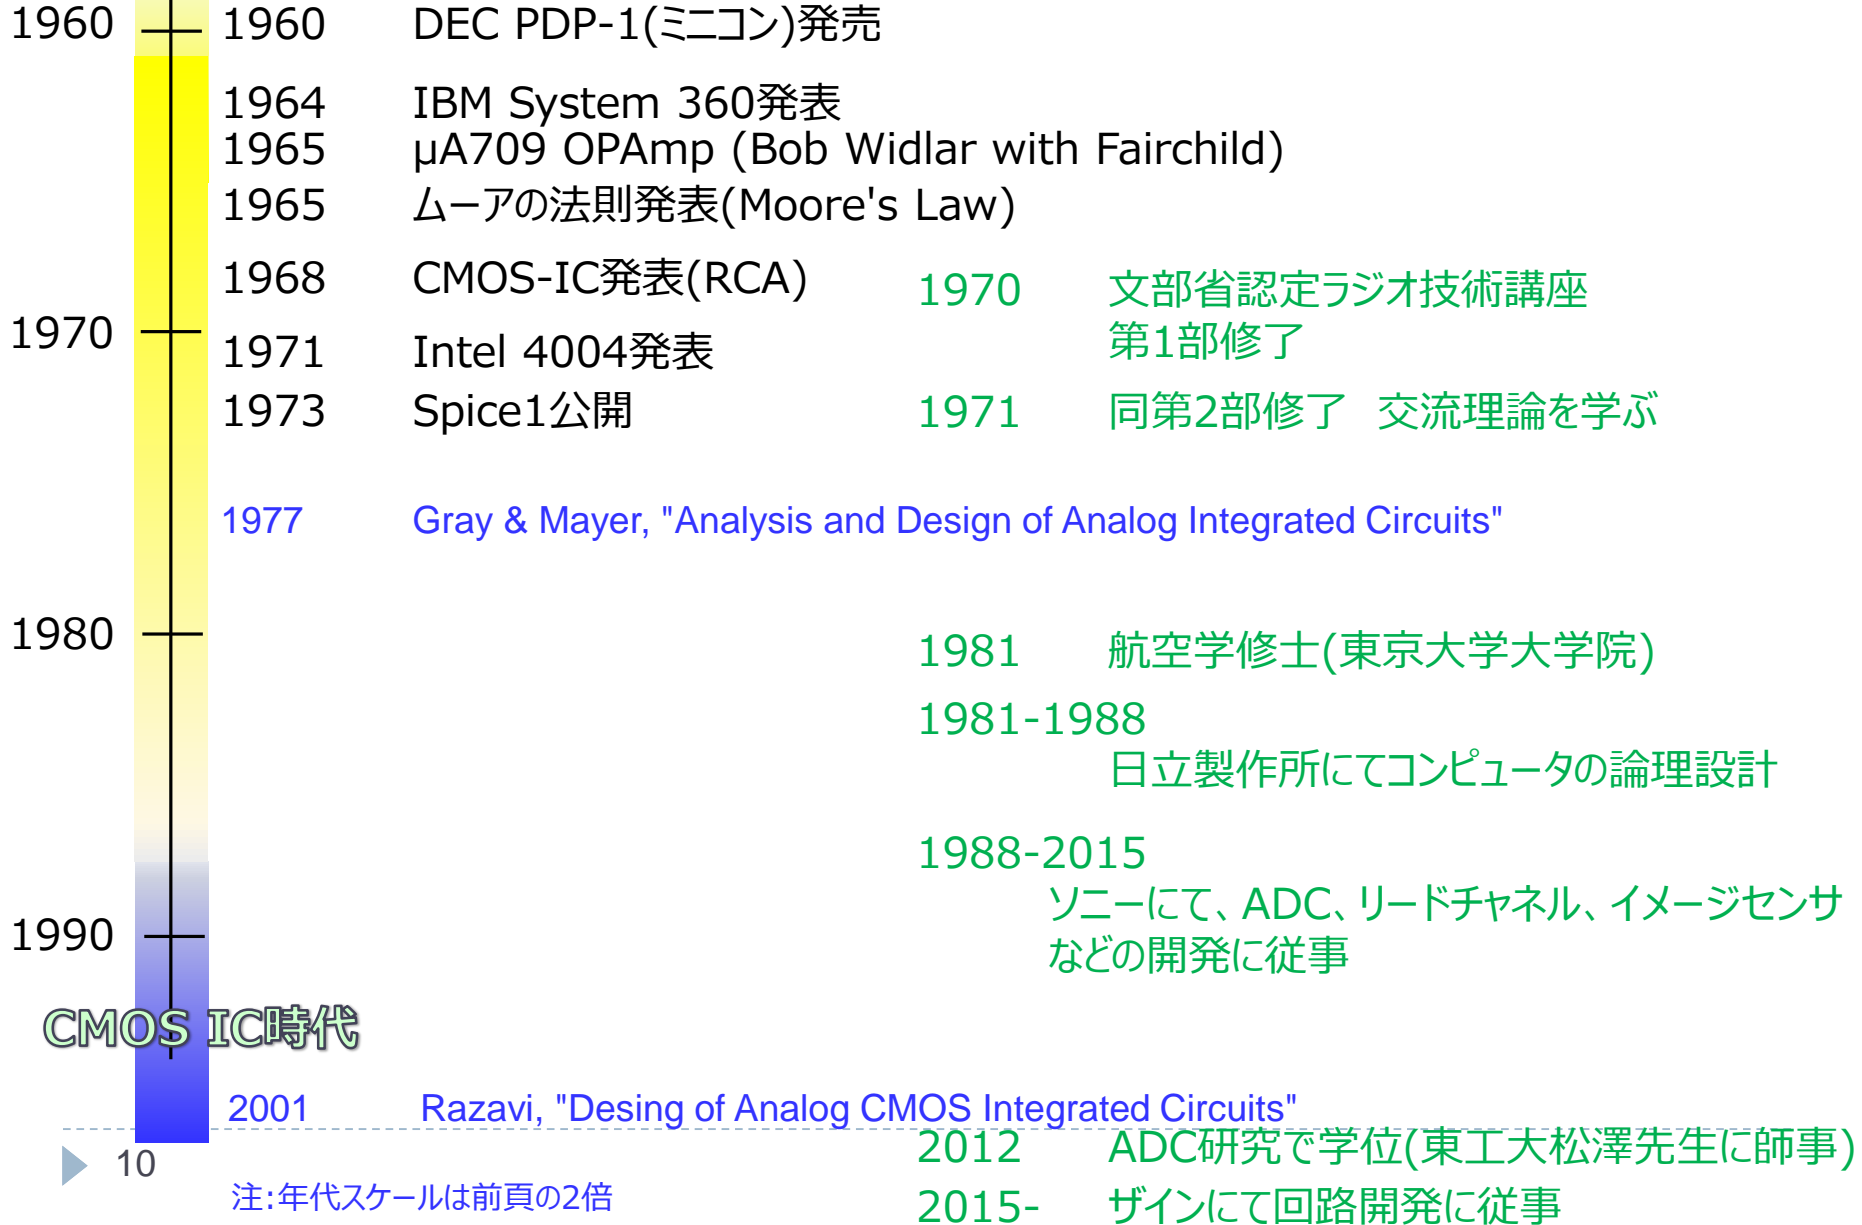 1960 1960 DEC PDP-1(ミニコン)発売
1964 IBM System 360発表
1965 μA709 OPAmp (Bob Widlar with Fairchild)
1965 ムーアの法則発表(Moore's Law)
1968 CMOS-IC発表(RCA)
1970 文部省認定ラジオ技術講座
第1部修了
1970
1971 Intel 4004発表
1973 Spice1公開
1971 同第2部修了 交流理論を学ぶ
1977 Gray & Mayer, "Analysis and Design of Analog Integrated Circuits"
1980
1981 航空学修士(東京大学大学院)
1981-1988
日立製作所にてコンピュータの論理設計
1988-2015
ソニーにて、ADC、リードチャネル、イメージセンサ
などの開発に従事
1990
CMOS IC時代
2001 Razavi, "Desing of Analog CMOS Integrated Circuits"
2012 ADC研究で学位(東工大松澤先生に師事)
10
注:年代スケールは前頁の2倍
2015- ザインにて回路開発に従事